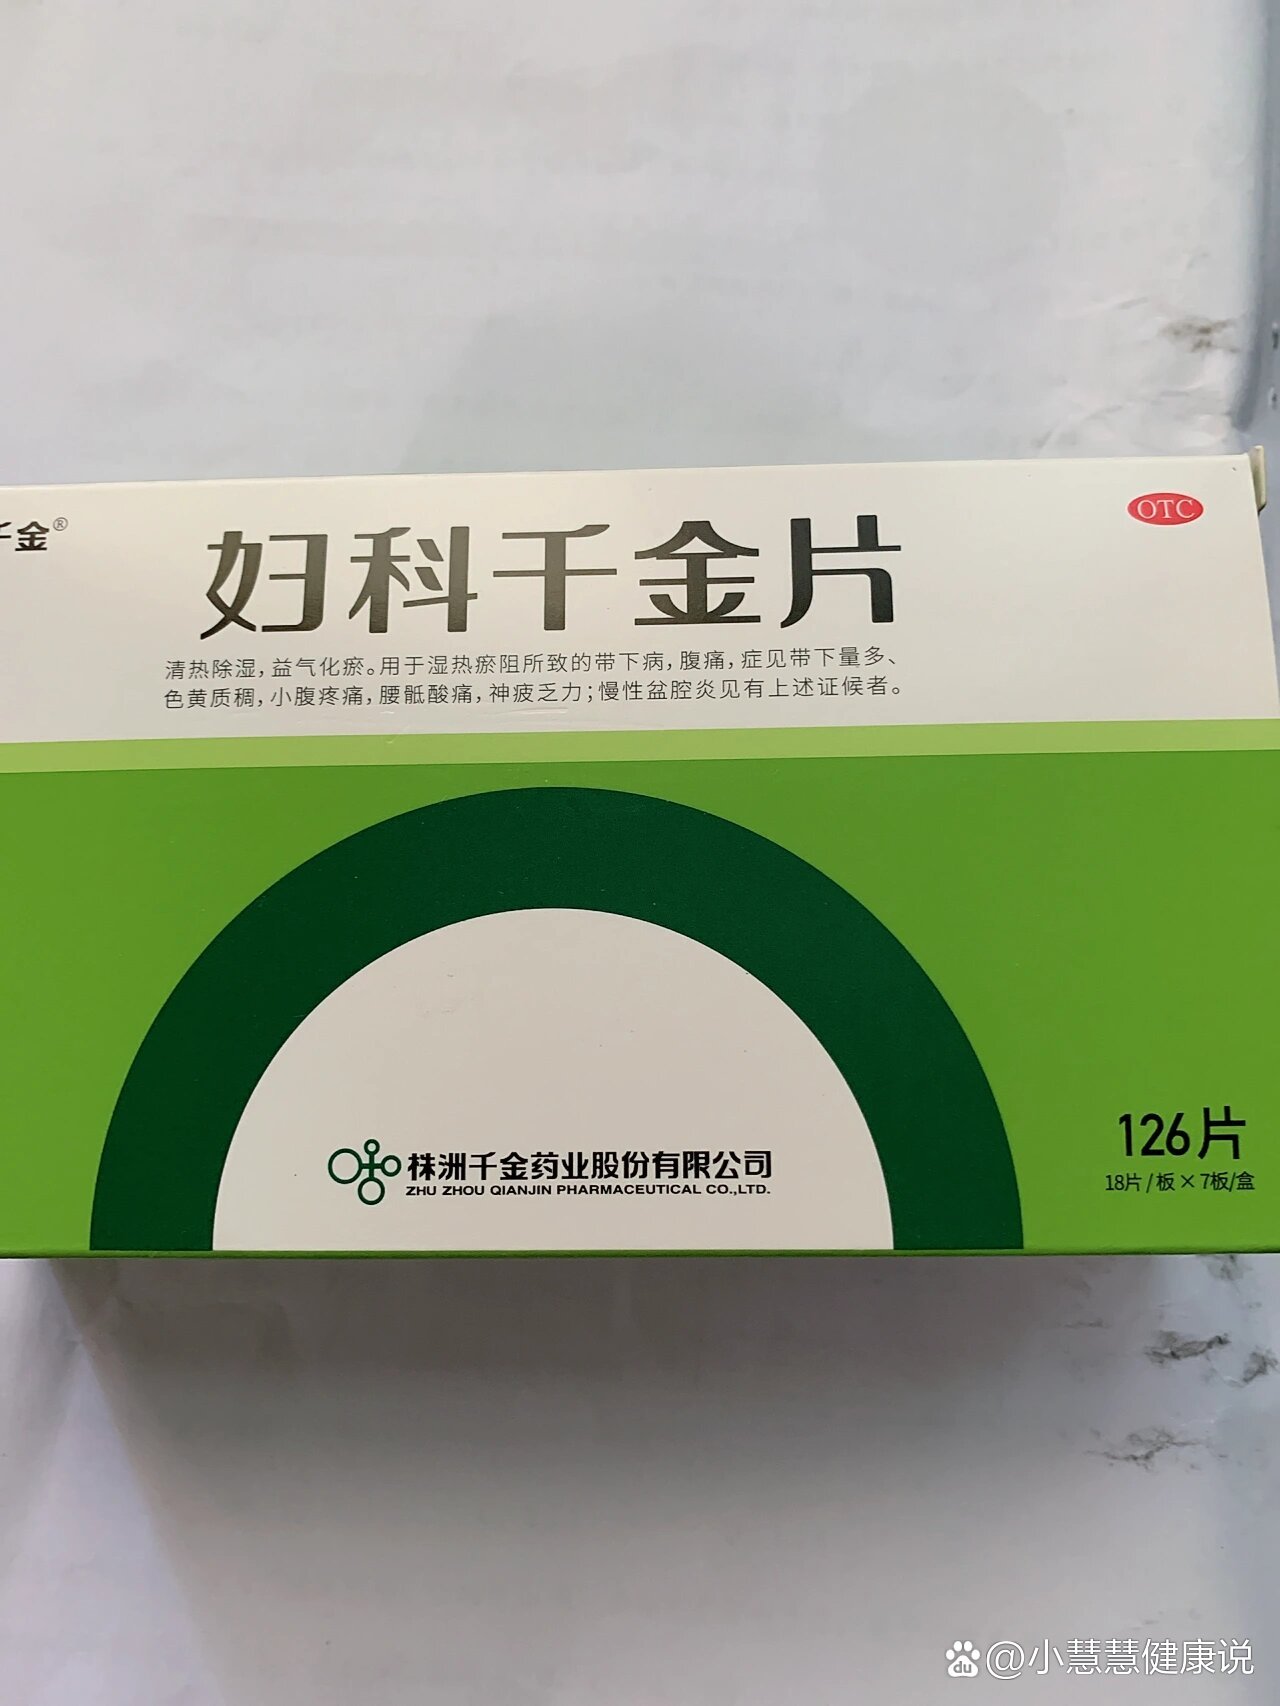 千金®
OTC
妇科千金片
清热除湿，益气化瘀。用于湿热瘀阻所致的带下病，腹痛，症见带下量多、
色黄质稠，小腹疼痛，腰骶酸痛，神疲乏力；慢性盆腔炎见有上述证候者。
株洲千金药业股份有限公司
ZHU ZHOU QIANJIN PHARMACEUTICAL CO.,LTD.
126片
18片/板×7板/盒
Bai du @小慧慧健康说